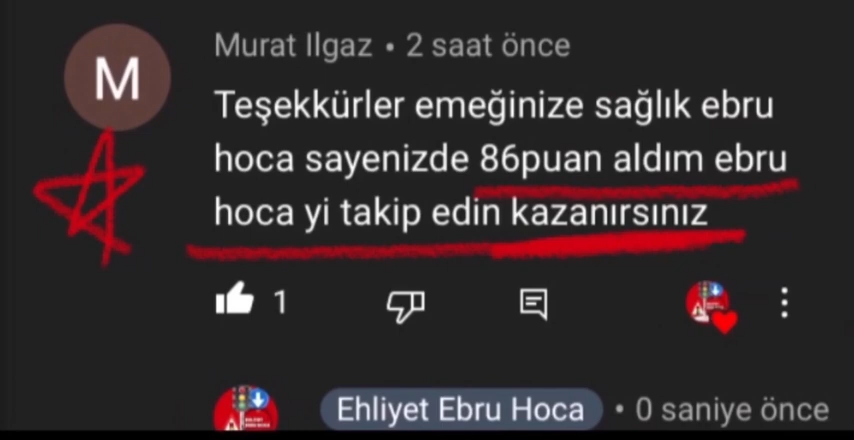 M
Murat Ilgaz • 2 saat önce
Teşekkürler emeğinize sağlık ebru
hoca sayenizde 86puan aldım ebru
hoca yi takip edin kazanırsınız
1
Ehliyet Ebru Hoca • 0 saniye önce